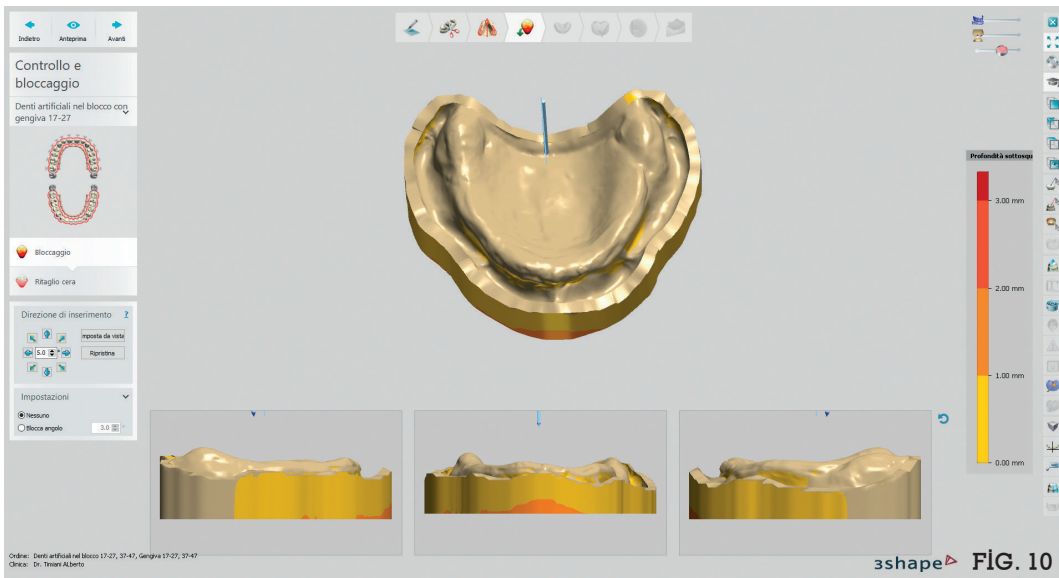 Indietro
Anteprima
Avanti
Controllo e
bloccaggio
Denti artificiali nel blocco con
gengiva 17-27
Bloccaggio
Ritaglio cera
Direzione di inserimento ?
5.0 °
mposta da vista
Ripristina
Impostazioni
Nessuno
Blocca angolo 3.0 °
Profondità sottosqu
3.00 mm
2.00 mm
1.00 mm
0.00 mm
Ordine: Denti artificiali nel blocco 17-27, 37-47, Gengiva 17-27, 37-47
Clinica: Dr. Timiani ALberto
3shape
FİG. 10